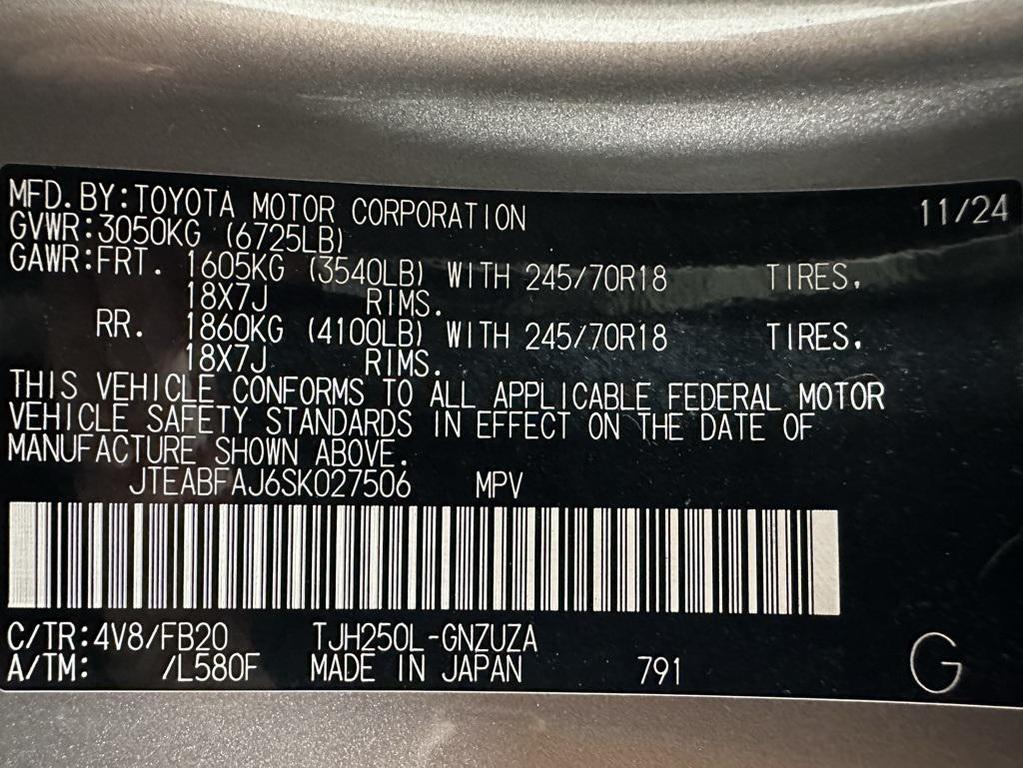 MFD. BY:TOYOTA MOTOR CORPORATION 11/24
GVWR:3050KG (6725LB)
GAWR:FRT. 1605KG (3540LB) WITH 245/70R18 TIRES,
18X7J RIMS.
RR. 1860KG (4100LB) WITH 245/70R18 TIRES,
18X7J RIMS.
THIS VEHICLE CONFORMS TO ALL APPLICABLE FEDERAL MOTOR
VEHICLE SAFETY STANDARDS IN EFFECT ON THE DATE OF
MANUFACTURE SHOWN ABOVE.
JTEABFAJ6SK027506 MPV
C/TR:4V8/FB20 TJH250L-GNZUZA
A/TM: /L580F MADE IN JAPAN 791 G